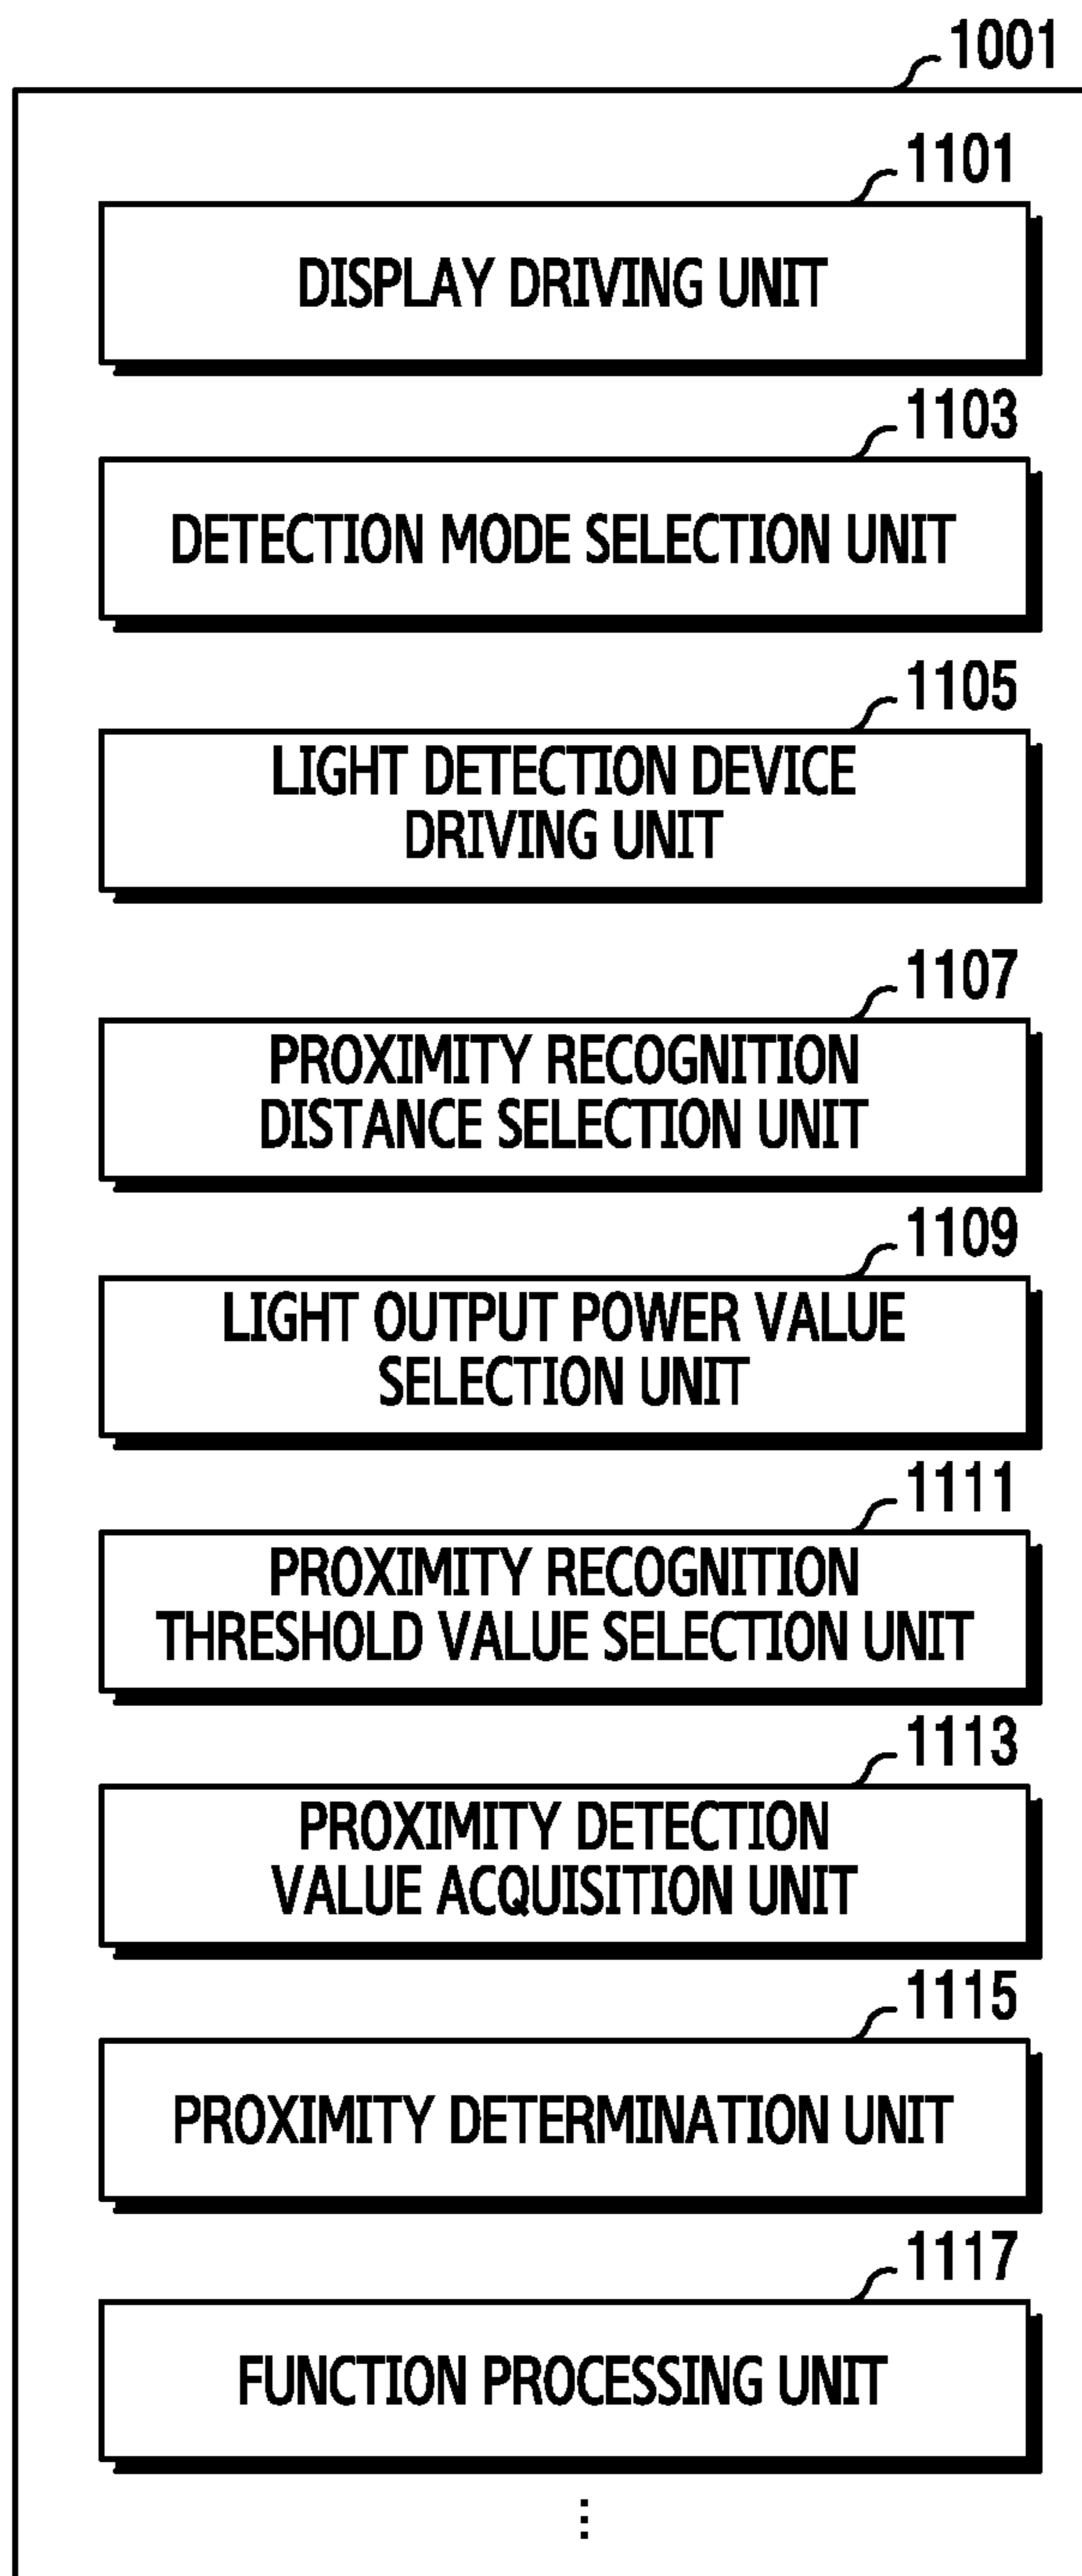 1001
1101
DISPLAY DRIVING UNIT
1103
DETECTION MODE SELECTION UNIT
1105
LIGHT DETECTION DEVICE
DRIVING UNIT
1107
PROXIMITY RECOGNITION
DISTANCE SELECTION UNIT
1109
LIGHT OUTPUT POWER VALUE
SELECTION UNIT
1111
PROXIMITY RECOGNITION
THRESHOLD VALUE SELECTION UNIT
1113
PROXIMITY DETECTION
VALUE ACQUISITION UNIT
1115
PROXIMITY DETERMINATION UNIT
1117
FUNCTION PROCESSING UNIT
⋮